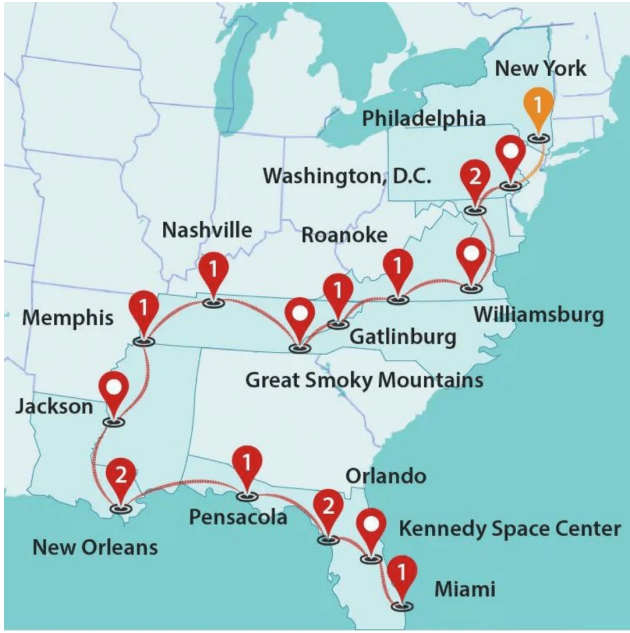 New York
1
Philadelphia
Washington, D.C.
2
Nashville
Roanoke
1
1
1
1
Memphis
Williamsburg
Gatlinburg
Great Smoky Mountains
Jackson
2
1
Orlando
Pensacola
2
Kennedy Space Center
New Orleans
1
Miami